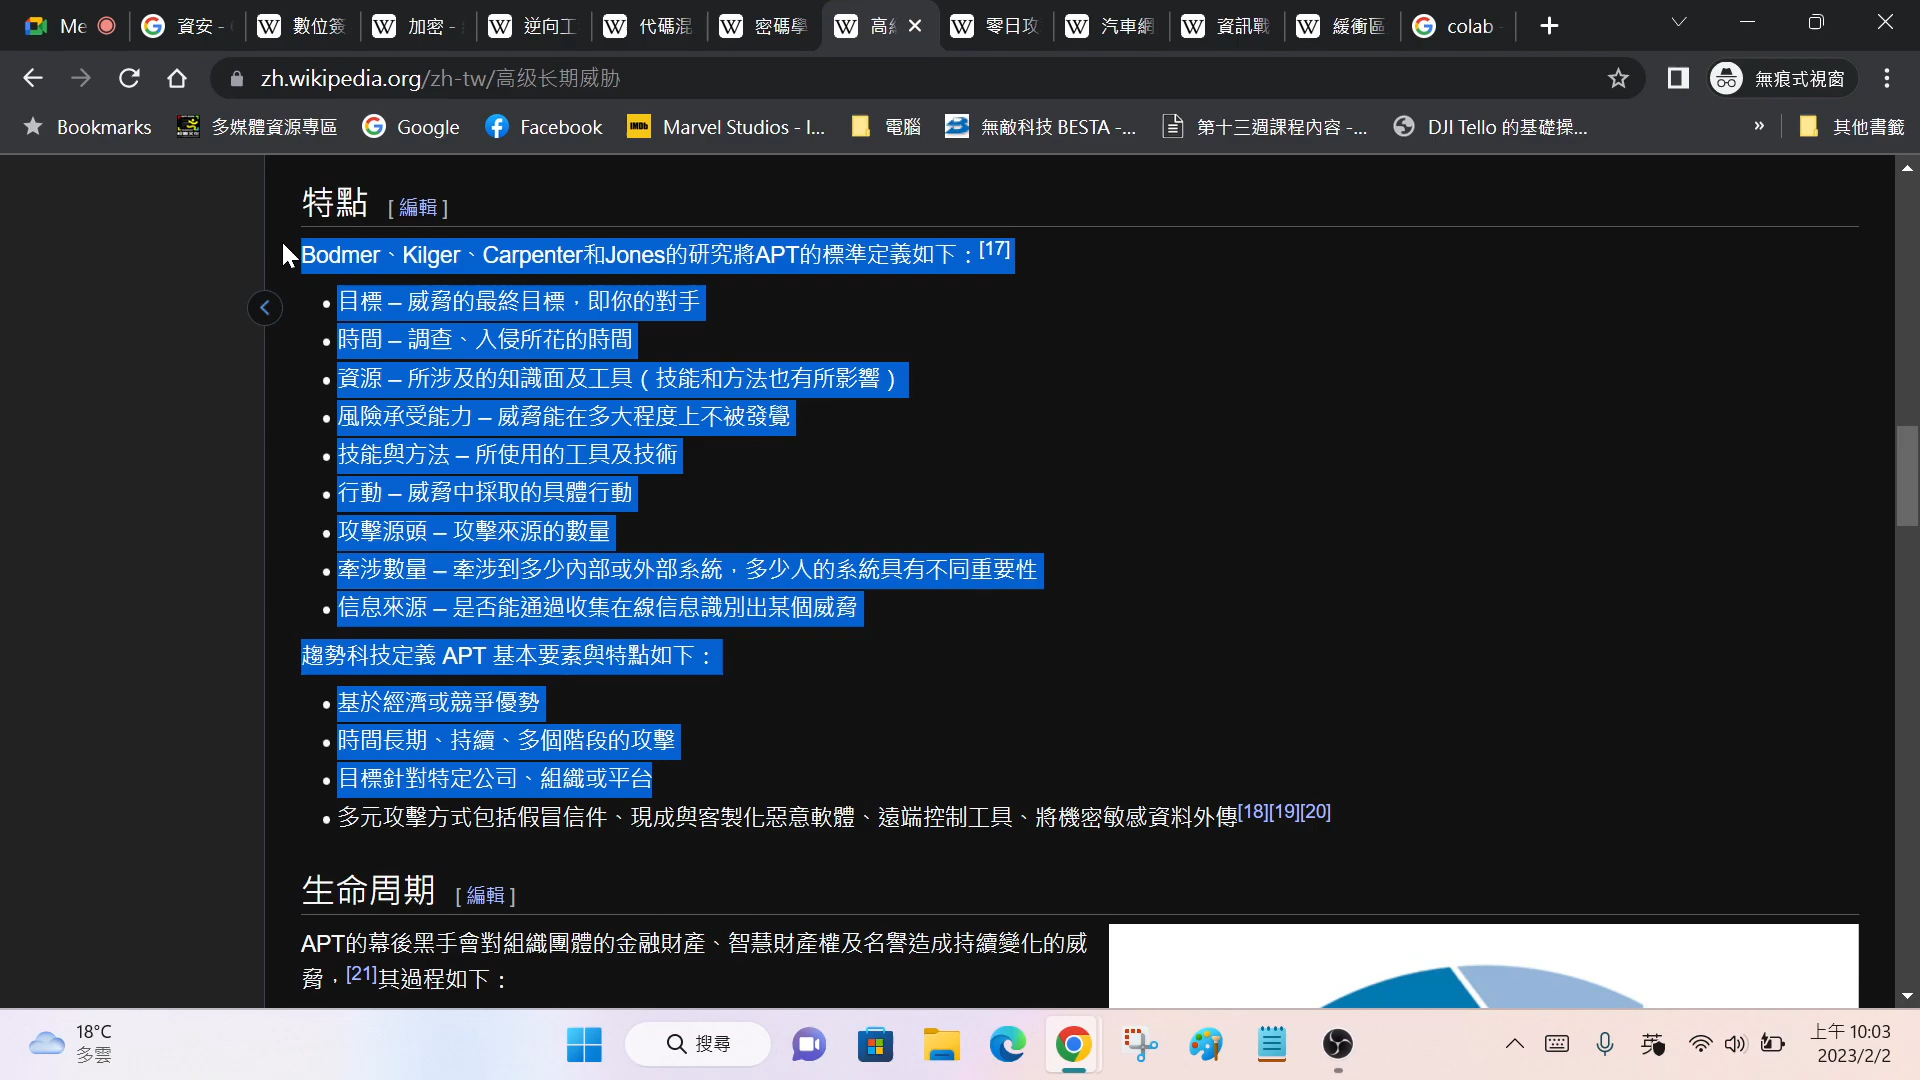 Me
資安 -
數位簽
加密 -
逆向工
代碼混
密碼學
高級
零日攻
汽車網
資訊戰
緩衝區
colab
zh.wikipedia.org/zh-tw/高级长期威胁
無痕式視窗
Bookmarks
多媒體資源專區
Google
Facebook
IMDb
Marvel Studios - I...
電腦
無敵科技 BESTA -...
第十三週課程內容 -...
DJI Tello 的基礎操...
»
其他書籤
特點 [編輯]
Bodmer、Kilger、Carpenter和Jones的研究將APT的標準定義如下：[17]
目標 – 威脅的最終目標，即你的對手
時間 – 調查、入侵所花的時間
資源 – 所涉及的知識面及工具（技能和方法也有所影響）
風險承受能力 – 威脅能在多大程度上不被發覺
技能與方法 – 所使用的工具及技術
行動 – 威脅中採取的具體行動
攻擊源頭 – 攻擊來源的數量
牽涉數量 – 牽涉到多少內部或外部系統，多少人的系統具有不同重要性
信息來源 – 是否能通過收集在線信息識別出某個威脅
趨勢科技定義 APT 基本要素與特點如下：
基於經濟或競爭優勢
時間長期、持續、多個階段的攻擊
目標針對特定公司、組織或平台
多元攻擊方式包括假冒信件、現成與客製化惡意軟體、遠端控制工具、將機密敏感資料外傳[18][19][20]
生命周期 [編輯]
APT的幕後黑手會對組織團體的金融財產、智慧財產權及名譽造成持續變化的威
脅，[21]其過程如下：
18°C
多雲
搜尋
英
上午 10:03
2023/2/2